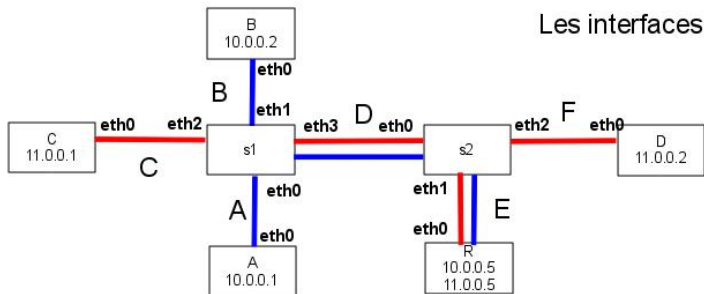 Les interfaces
B
10.0.0.2
eth0
B
eth1
C
11.0.0.1
eth0
eth2
C
s1
eth3
D
eth0
s2
eth2
F
eth0
D
11.0.0.2
eth0
A
eth0
A
10.0.0.1
eth1
E
eth0
R
10.0.0.5
11.0.0.5